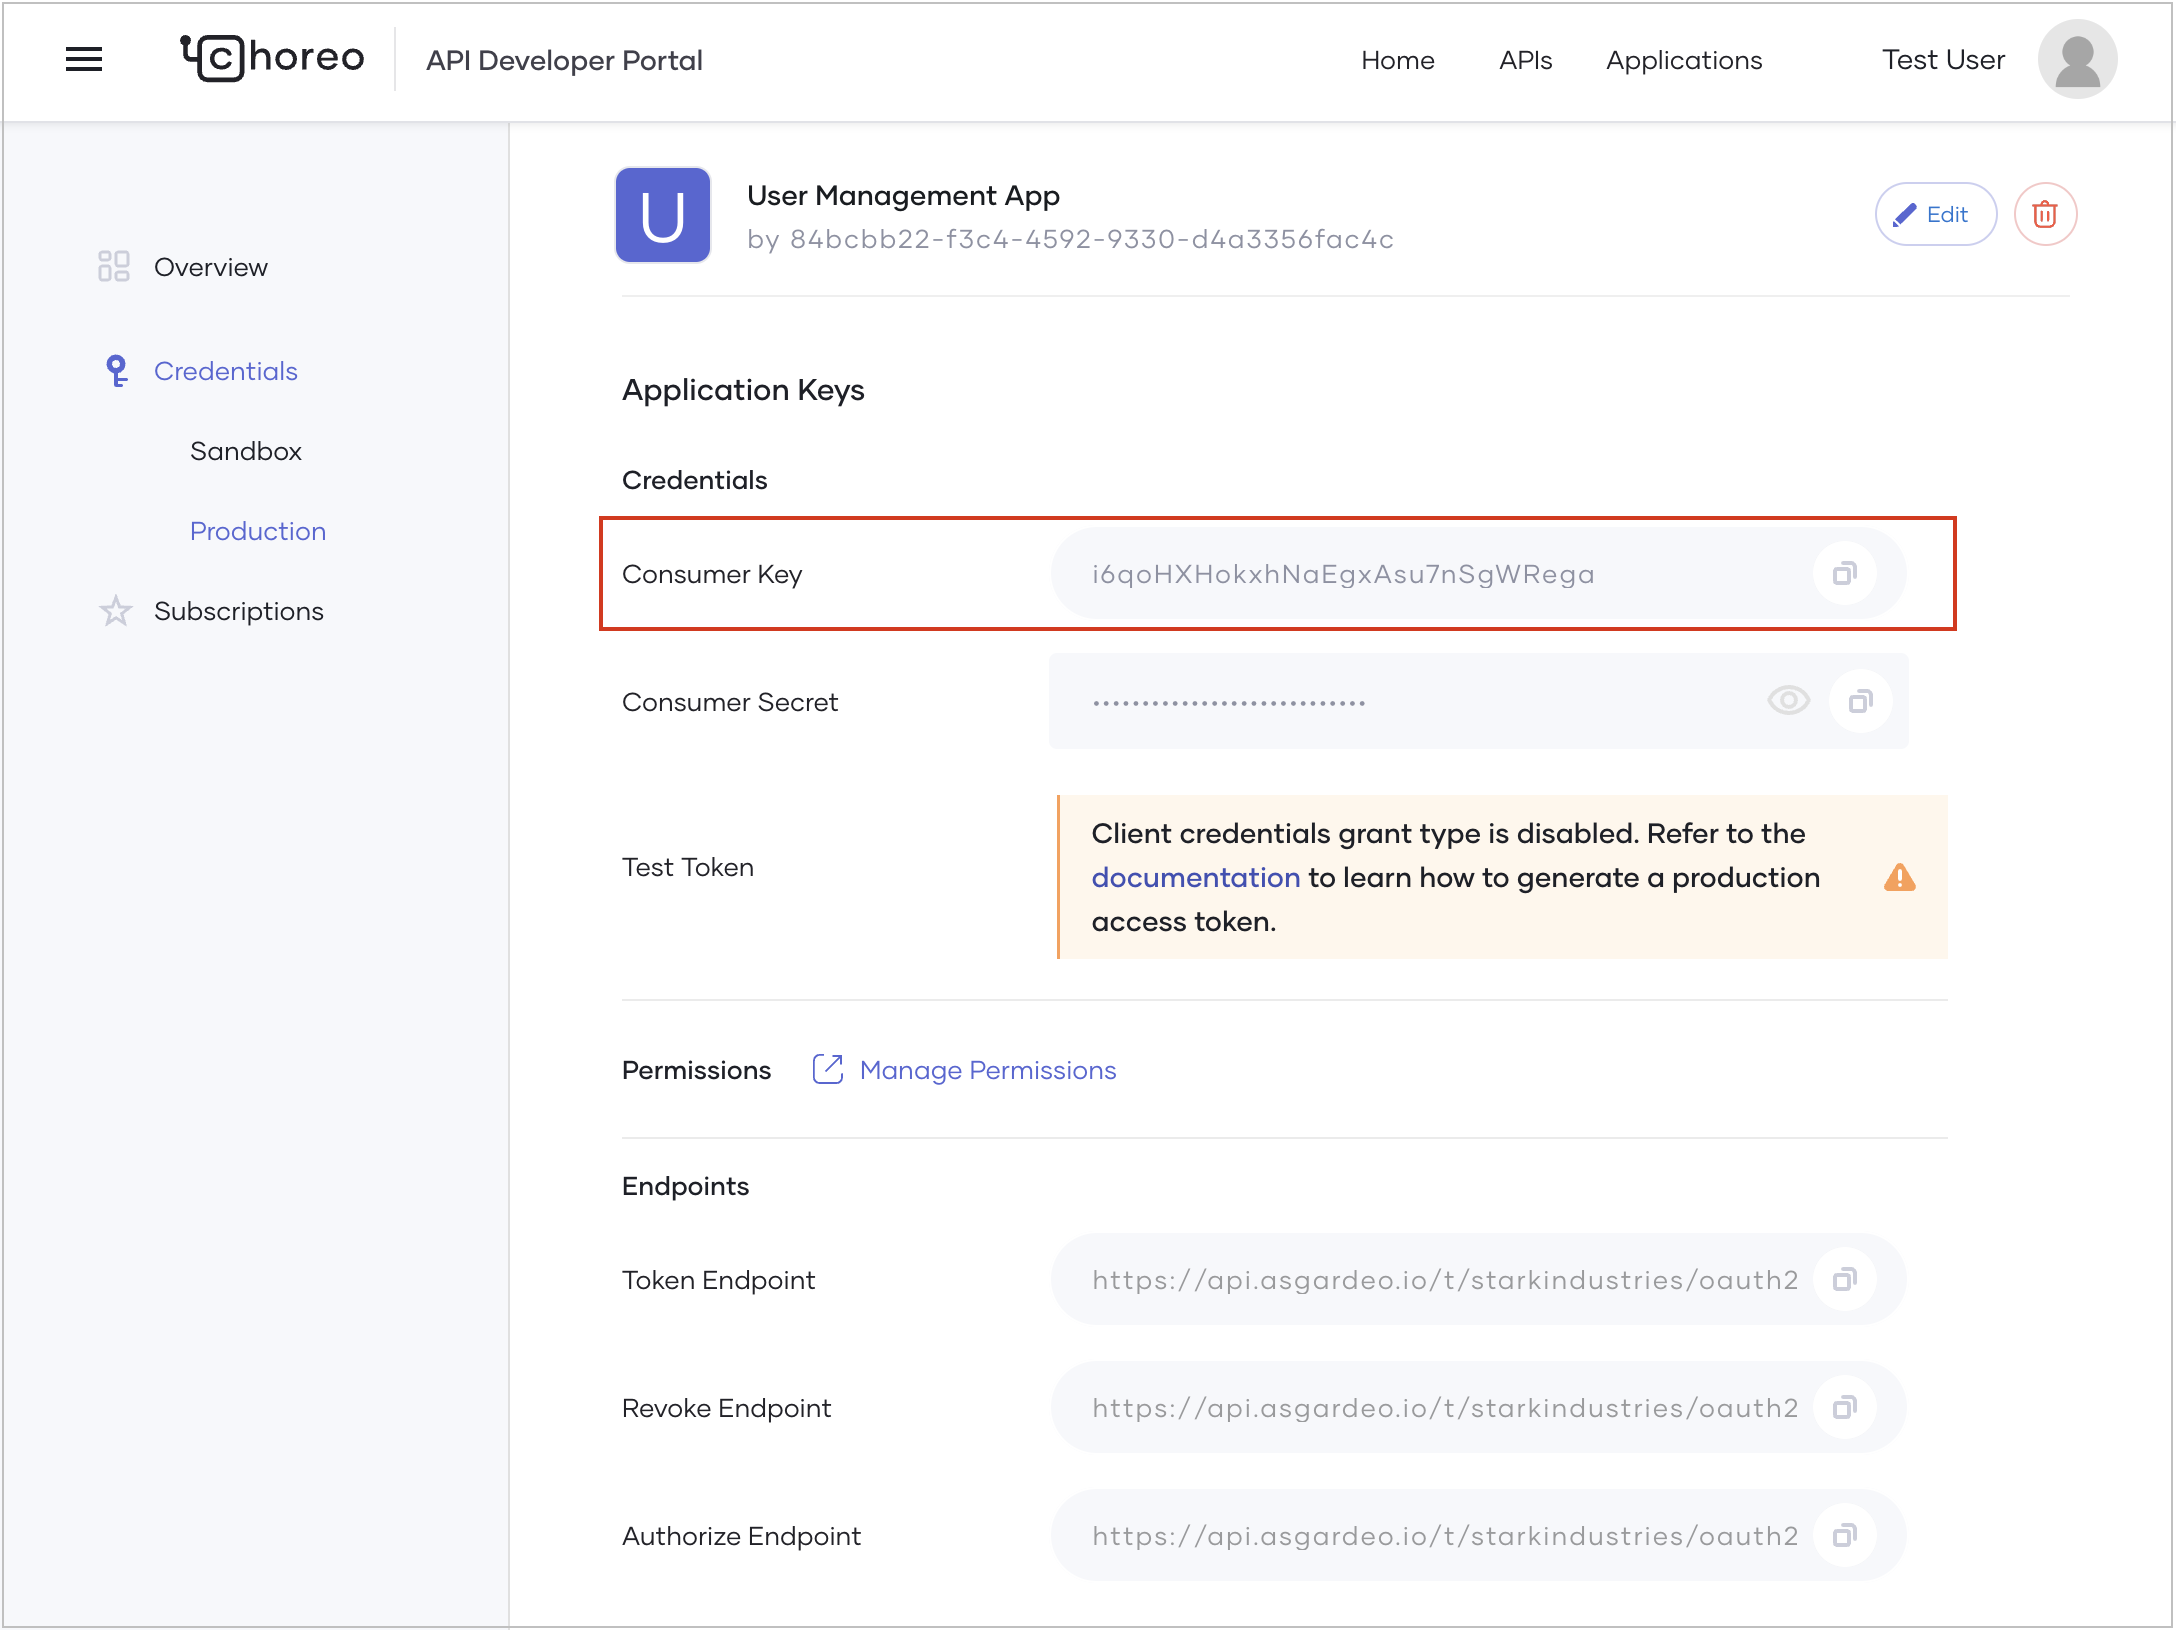 choreo
API Developer Portal
Home
APIs
Applications
Test User
Overview
Credentials
Sandbox
Production
Subscriptions
U
User Management App
by 84bcbb22-f3c4-4592-9330-d4a3356fac4c
Edit
Application Keys
Credentials
Consumer Key
i6qoHXHokxhNaEgxAsu7nSgWRega
Consumer Secret
Test Token
Client credentials grant type is disabled. Refer to the
documentation to learn how to generate a production
access token.
Permissions
Manage Permissions
Endpoints
Token Endpoint
https://api.asgardeo.io/t/starkindustries/oauth2
Revoke Endpoint
https://api.asgardeo.io/t/starkindustries/oauth2
Authorize Endpoint
https://api.asgardeo.io/t/starkindustries/oauth2